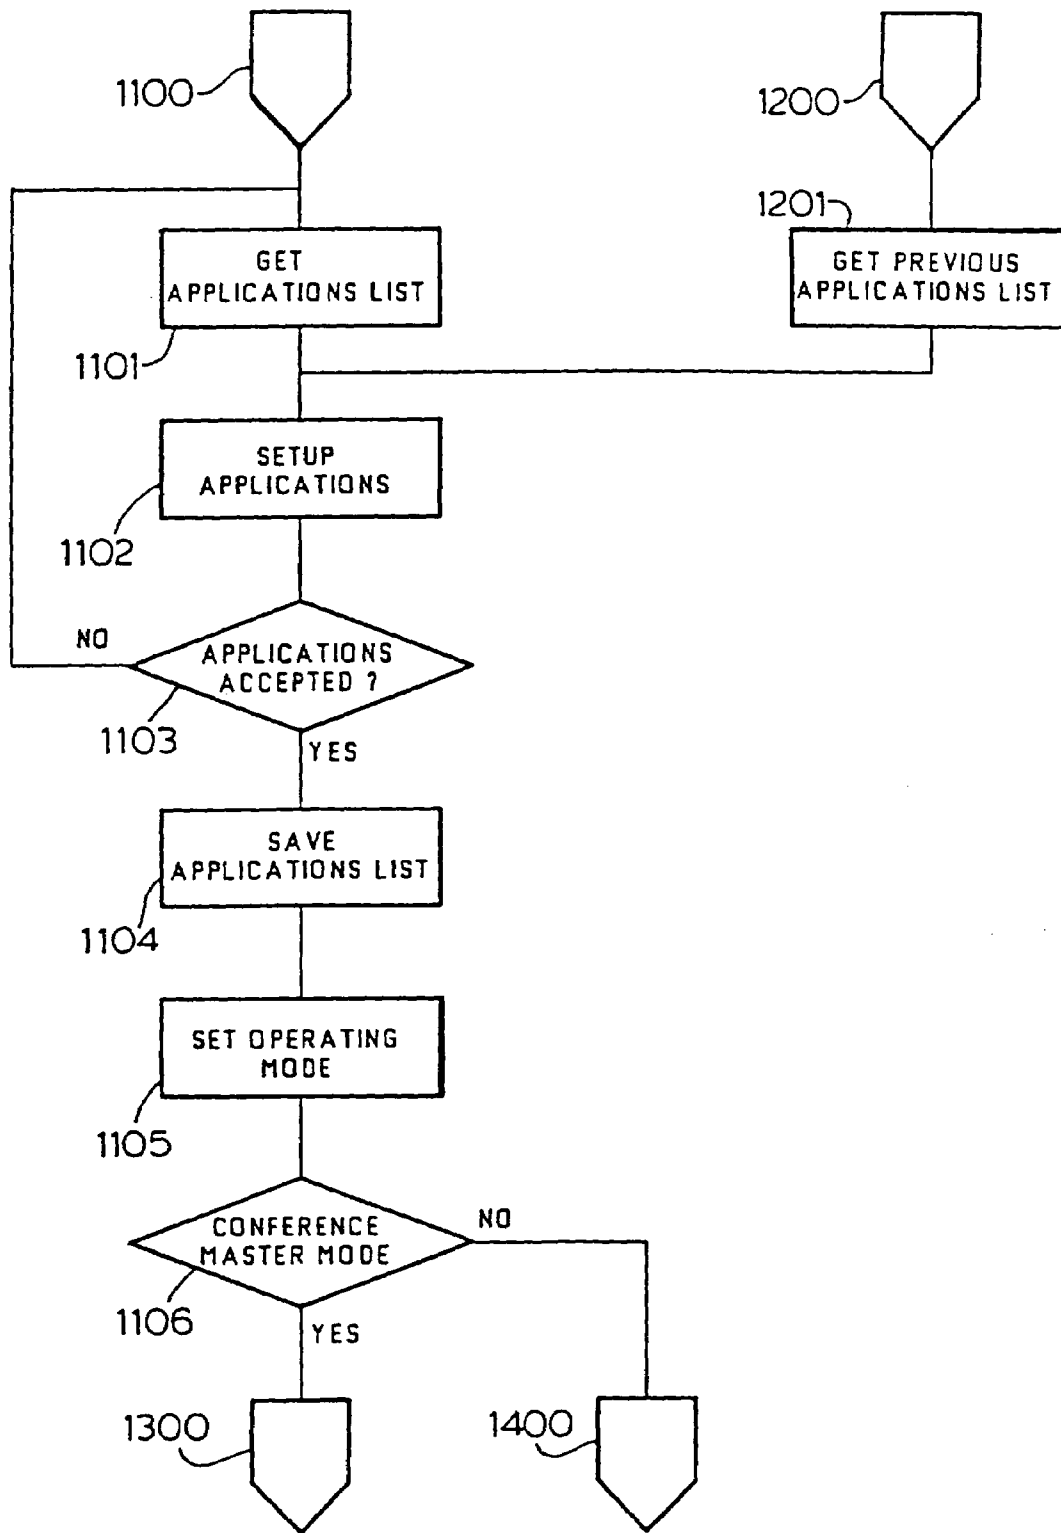 1100
1200
1201
GET
APPLICATIONS LIST
GET PREVIOUS
APPLICATIONS LIST
1101
SETUP
APPLICATIONS
1102
NO
APPLICATIONS
ACCEPTED ?
1103
YES
SAVE
APPLICATIONS LIST
1104
SET OPERATING
MODE
1105
CONFERENCE
MASTER MODE
NO
1106
YES
1300
1400